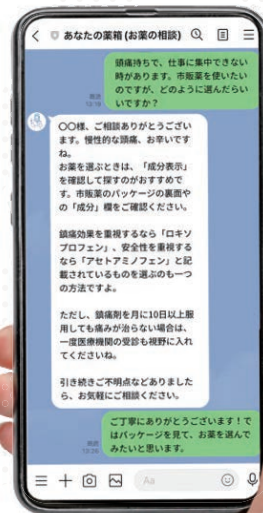 あなたの薬箱 (お薬の相談)
頭痛持ちで、仕事に集中できない
時があります。市販薬を使いたい
のですが、どのように選んだらい
いですか?
既読
〇〇様、ご相談ありがとうござい
ます。慢性的な頭痛、お辛いです
ね。
お薬を選ぶときは、「成分表示」
を確認して探すのがおすすめで
す。市販薬のパッケージの裏面や
の「成分」欄をご確認ください。
鎮痛効果を重視するなら「ロキソ
プロフェン」、安全性を重視する
なら「アセトアミノフェン」と記
載されているものを選ぶのも一つ
の方法ですよ。
ただし、鎮痛剤を月に10日以上服
用しても痛みが治らない場合は、
一度医療機関の受診も視野に入れ
てくださいね。
引き続きご不明点などありました
ら、お気軽にご相談ください。
ご丁寧にありがとうございます!で
はパッケージを見て、お薬を選んで
みたいと思います。
既読
Aa